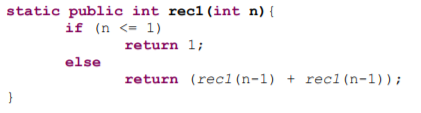 static public int rec1(int n){
if (n <= 1)
return 1;
else
return (rec1(n-1) + rec1(n-1));
}